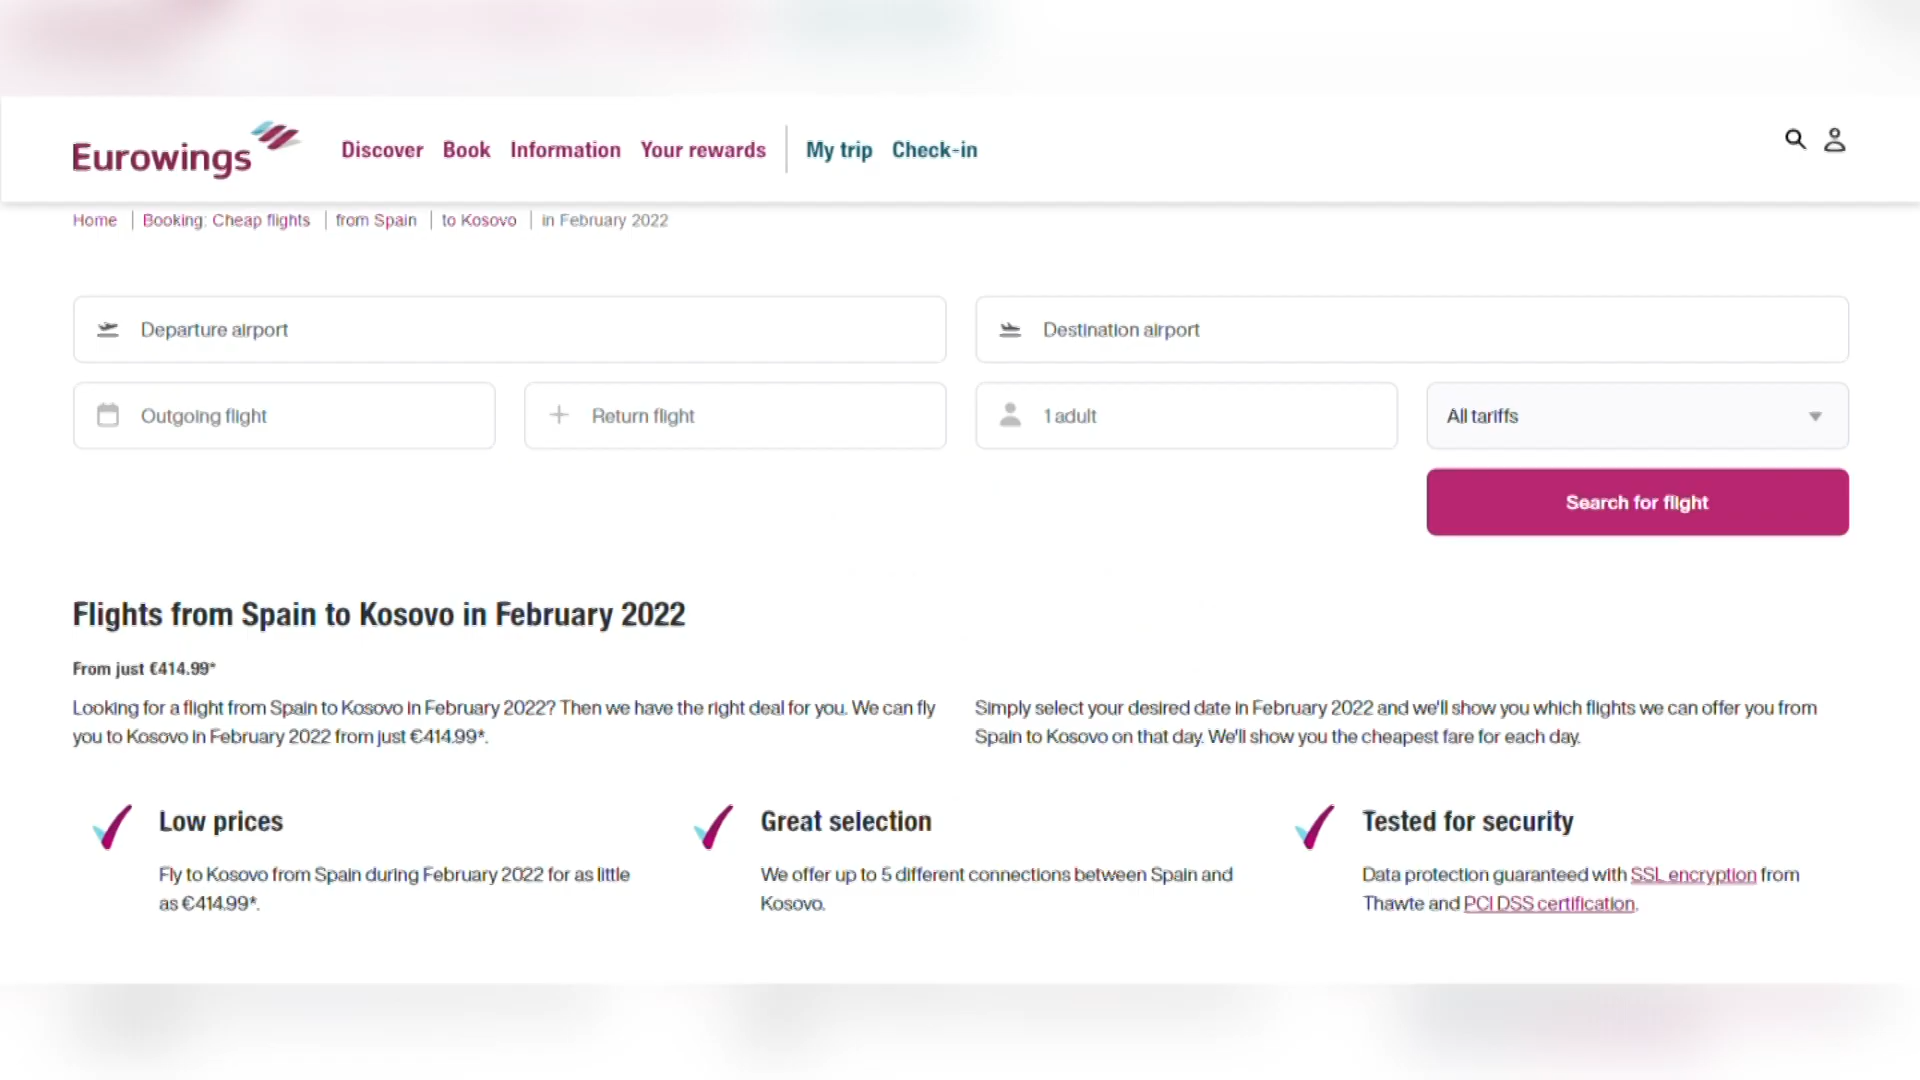 Eurowings
Discover Book Information Your rewards My trip Check-in
Home Booking: Cheap flights from Spain to Kosovo in February 2022
Departure airport
Destination airport
Outgoing flight
Return flight
1 adult
All tariffs
Search for flight
Flights from Spain to Kosovo in February 2022
From just €414.99*
Looking for a flight from Spain to Kosovo in February 2022? Then we have the right deal for you. We can fly
you to Kosovo in February 2022 from just €414.99*.
Simply select your desired date in February 2022 and we'll show you which flights we can offer you from
Spain to Kosovo on that day. We'll show you the cheapest fare for each day.
Low prices
Fly to Kosovo from Spain during February 2022 for as little
as €414.99*.
Great selection
We offer up to 5 different connections between Spain and
Kosovo.
Tested for security
Data protection guaranteed with SSL encryption from
Thawte and PCI DSS certification.